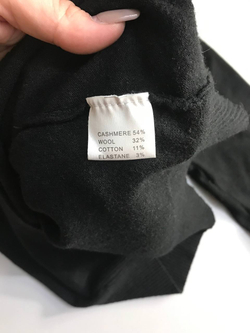 CASHMERE 54%
WOOL 32%
COTTON 11%
ELASTANE 3%